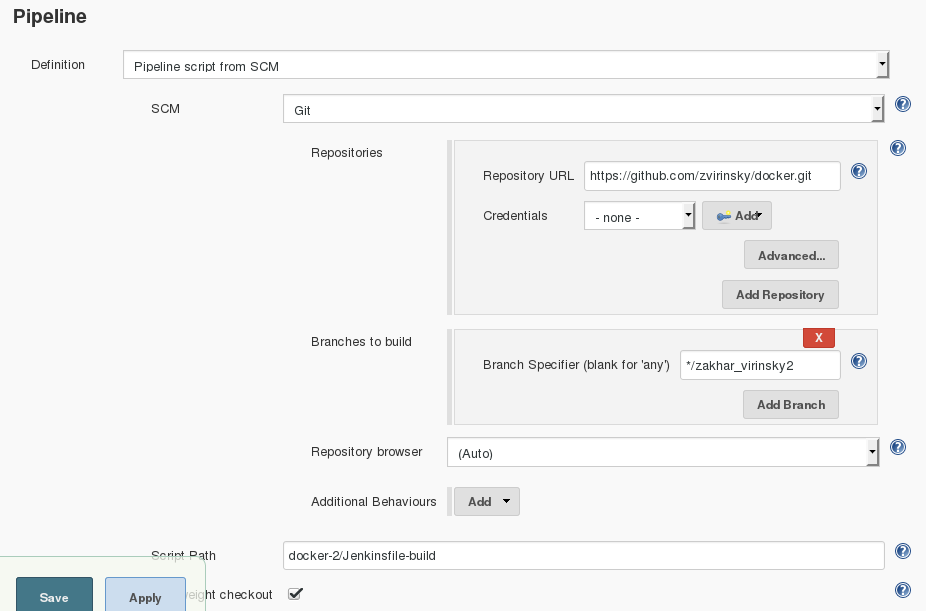 Pipeline
Definition
Pipeline script from SCM
SCM
Git
Repositories
Repository URL
https://github.com/zvirinsky/docker.git
Credentials
- none -
Add
Advanced...
Add Repository
Branches to build
X
Branch Specifier (blank for 'any')
*/zakhar_virinsky2
Add Branch
Repository browser
(Auto)
Additional Behaviours
Add
Script Path
docker-2/Jenkinsfile-build
checkout
Save
Apply